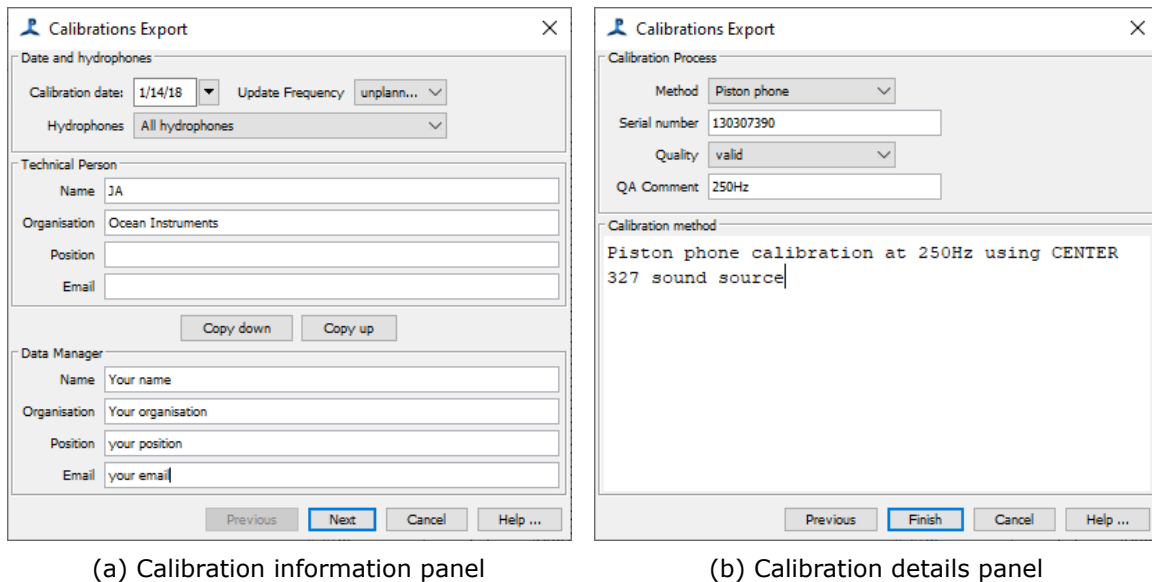 Calibrations Export
Date and hydrophones
Calibration date: 1/14/18 Update Frequency unplann...
Hydrophones All hydrophones
Technical Person
Name JA
Organisation Ocean Instruments
Position
Email
Copy down Copy up
Data Manager
Name Your name
Organisation Your organisation
Position your position
Email your email
Previous Next Cancel Help ...
(a) Calibration information panel
Calibrations Export
Calibration Process
Method Piston phone
Serial number 130307390
Quality valid
QA Comment 250Hz
Calibration method
Piston phone calibration at 250Hz using CENTER
327 sound source
Previous Finish Cancel Help ...
(b) Calibration details panel